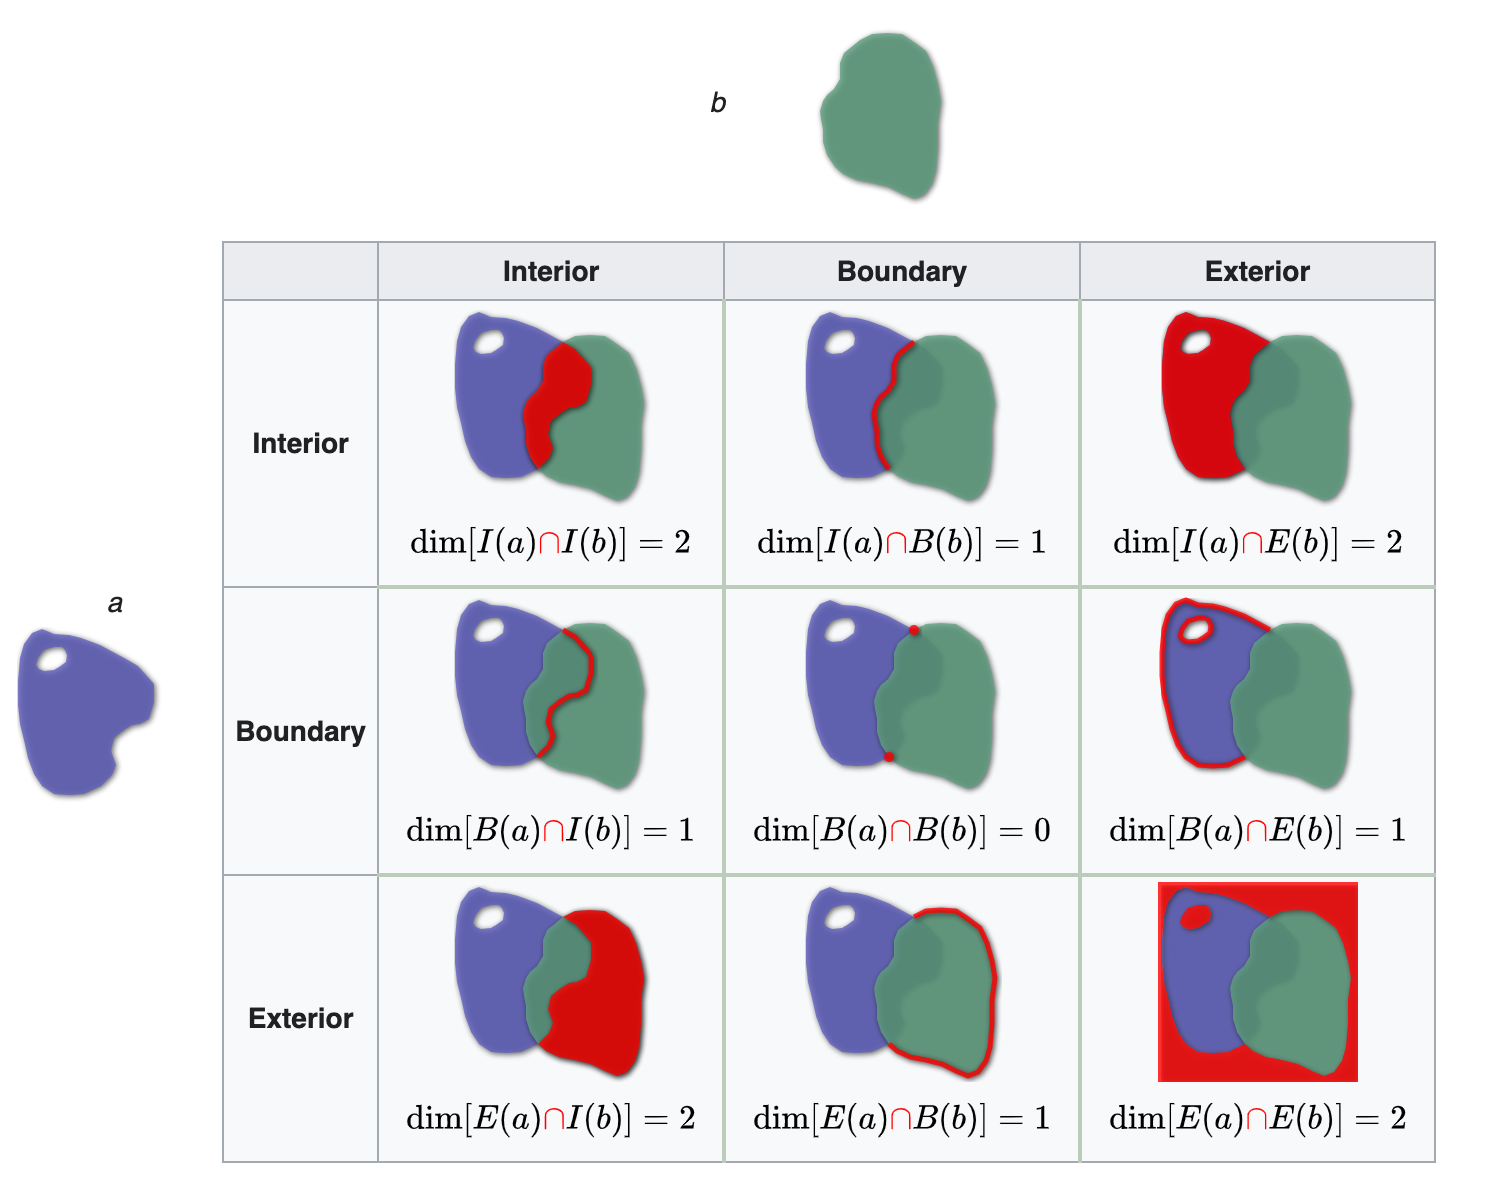 b
Interior Boundary Exterior
Interior
dim[I(a)∩I(b)] = 2 dim[I(a)∩B(b)] = 1 dim[I(a)∩E(b)] = 2
a
Boundary
dim[B(a)∩I(b)] = 1 dim[B(a)∩B(b)] = 0 dim[B(a)∩E(b)] = 1
Exterior
dim[E(a)∩I(b)] = 2 dim[E(a)∩B(b)] = 1 dim[E(a)∩E(b)] = 2